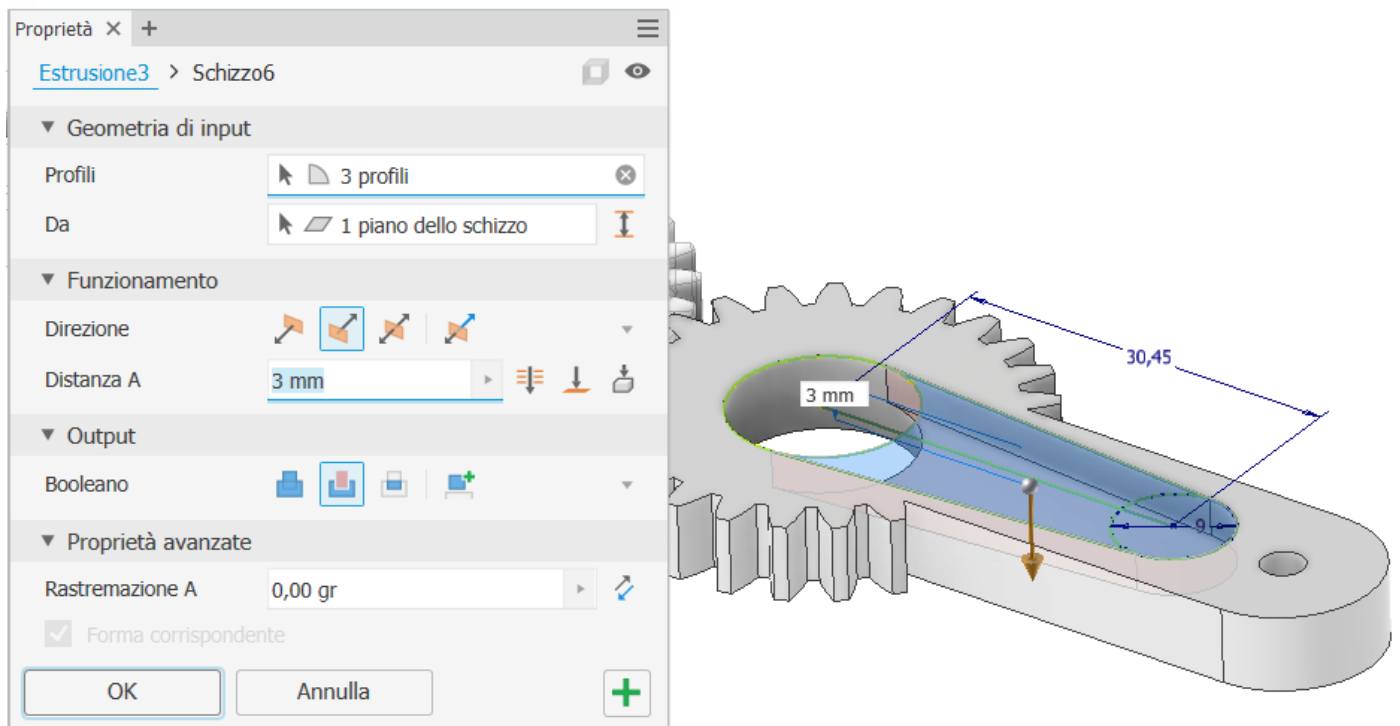 Proprietà
Estrusione3 > Schizzo6
Geometria di input
Profili
3 profili
Da
1 piano dello schizzo
Funzionamento
Direzione
Distanza A
3 mm
Output
Booleano
Proprietà avanzate
Rastremazione A
0,00 gr
Forma corrispondente
OK
Annulla
30,45
3 mm
9